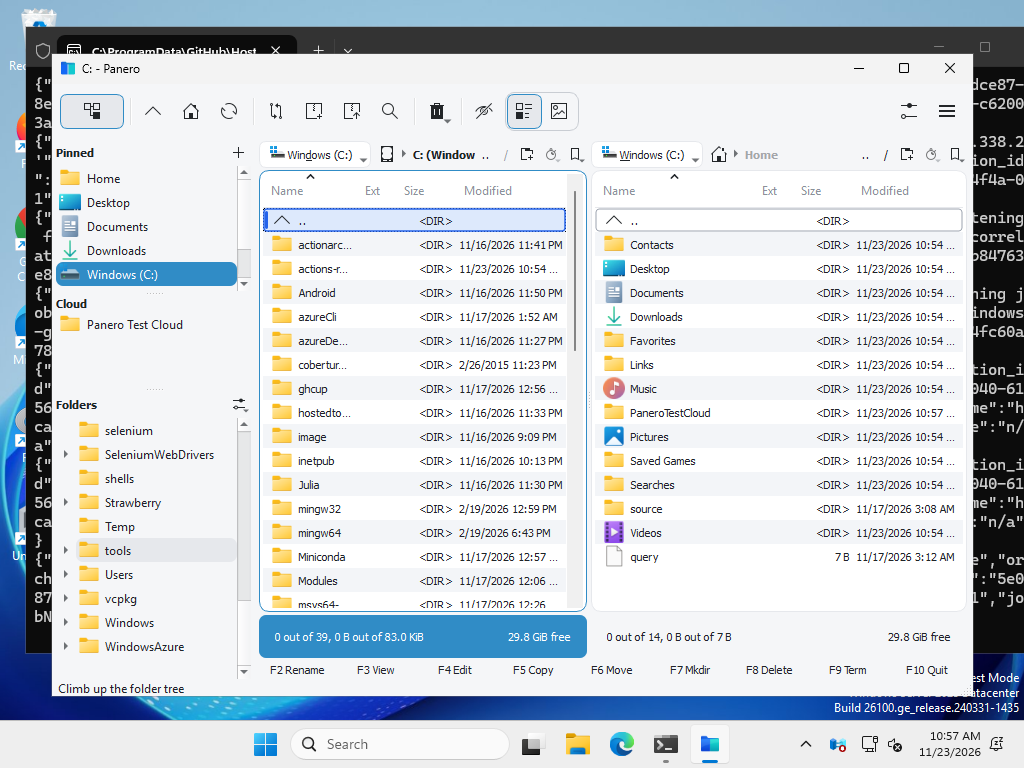 C:\ProgramData\GitHub\Host
C: - Panero
Pinned
Home
Desktop
Documents
Downloads
Windows (C:)
Cloud
Panero Test Cloud
Folders
selenium
SeleniumWebDrivers
shells
Strawberry
Temp
tools
Users
vcpkg
Windows
WindowsAzure
Climb up the folder tree
Windows (C:) C: (Window .. /
Name Ext Size Modified
.. <DIR>
actionarc... <DIR> 11/16/2026 11:41 PM
actions-r... <DIR> 11/23/2026 10:54 ...
Android <DIR> 11/16/2026 11:50 PM
azureCli <DIR> 11/17/2026 1:52 AM
azureDe... <DIR> 11/16/2026 11:27 PM
cobertur... <DIR> 2/26/2015 11:23 PM
ghcup <DIR> 11/17/2026 12:56 ...
hostedto... <DIR> 11/16/2026 11:33 PM
image <DIR> 11/16/2026 9:09 PM
inetpub <DIR> 11/16/2026 10:13 PM
Julia <DIR> 11/16/2026 11:30 PM
mingw32 <DIR> 2/19/2026 12:59 PM
mingw64 <DIR> 2/19/2026 6:43 PM
Miniconda <DIR> 11/17/2026 12:57 ...
Modules <DIR> 11/17/2026 12:06 ...
msys64- <DIR> 11/17/2026 12:26
0 out of 39, 0 B out of 83.0 KiB 29.8 GiB free
Windows (C:) Home .. /
Name Ext Size Modified
.. <DIR>
Contacts <DIR> 11/23/2026 10:54 ...
Desktop <DIR> 11/23/2026 10:54 ...
Documents <DIR> 11/23/2026 10:54 ...
Downloads <DIR> 11/23/2026 10:54 ...
Favorites <DIR> 11/23/2026 10:54 ...
Links <DIR> 11/23/2026 10:54 ...
Music <DIR> 11/23/2026 10:54 ...
PaneroTestCloud <DIR> 11/23/2026 10:57 ...
Pictures <DIR> 11/23/2026 10:54 ...
Saved Games <DIR> 11/23/2026 10:54 ...
Searches <DIR> 11/23/2026 10:54 ...
source <DIR> 11/17/2026 3:08 AM
Videos <DIR> 11/23/2026 10:54 ...
query 7 B 11/17/2026 3:12 AM
0 out of 14, 0 B out of 7 B 29.8 GiB free
F2 Rename F3 View F4 Edit F5 Copy F6 Move F7 Mkdir F8 Delete F9 Term F10 Quit
Build 26100.ge_release.240331-1435
Search
10:57 AM
11/23/2026